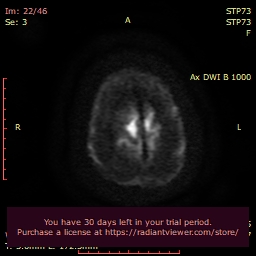 Im: 22/46
STP73
Se: 3
STP73
F
A
Ax DWI B 1000
R
L
You have 30 days left in your trial period.
Purchase a license at https://radiantviewer.com/store/